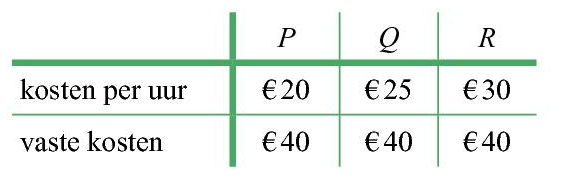 P Q R
kosten per uur €20 €25 €30
vaste kosten €40 €40 €40